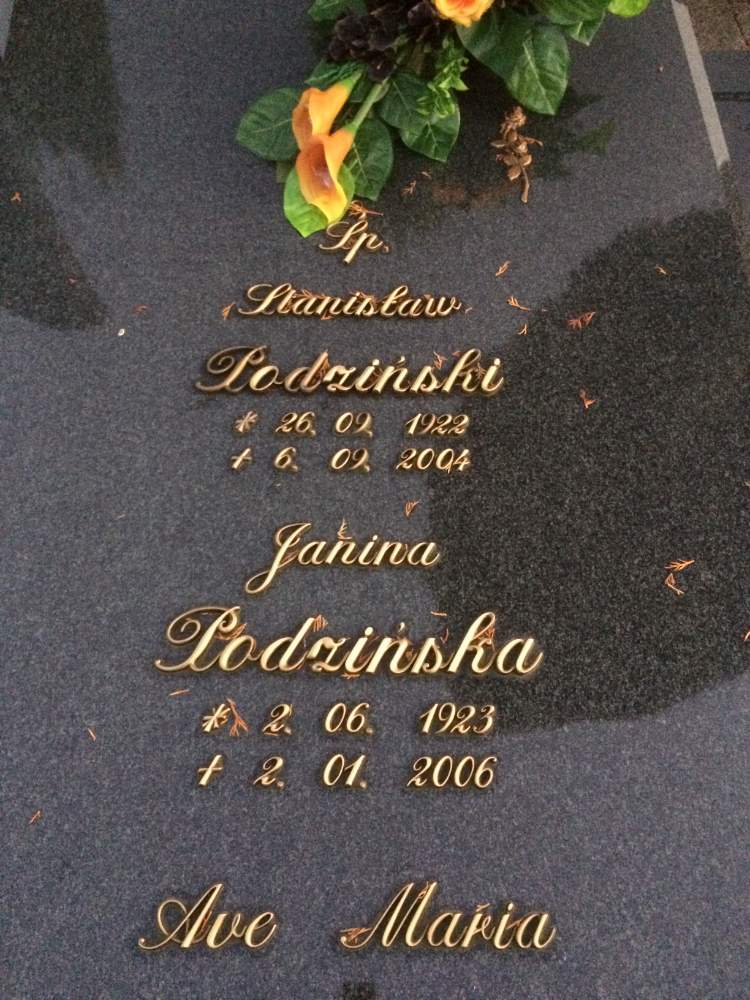 Śp.
Stanisław
Podziński
* 26. 09. 1922
† 6. 09. 2004
Janina
Podzińska
* 2. 06. 1923
† 2. 01. 2006
Ave Maria